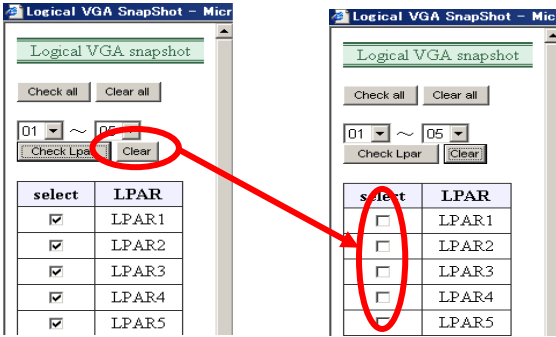 Logical VGA SnapShot - Micr
Logical VGA snapshot
Check all Clear all
01 ～ 05
Check Lpa Clear
select LPAR
LPAR1
LPAR2
LPAR3
LPAR4
LPAR5
Logical VGA SnapShot - Mic
Logical VGA snapshot
Check all Clear all
01 ～ 05
Check Lpar Clear
select LPAR
LPAR1
LPAR2
LPAR3
LPAR4
LPAR5